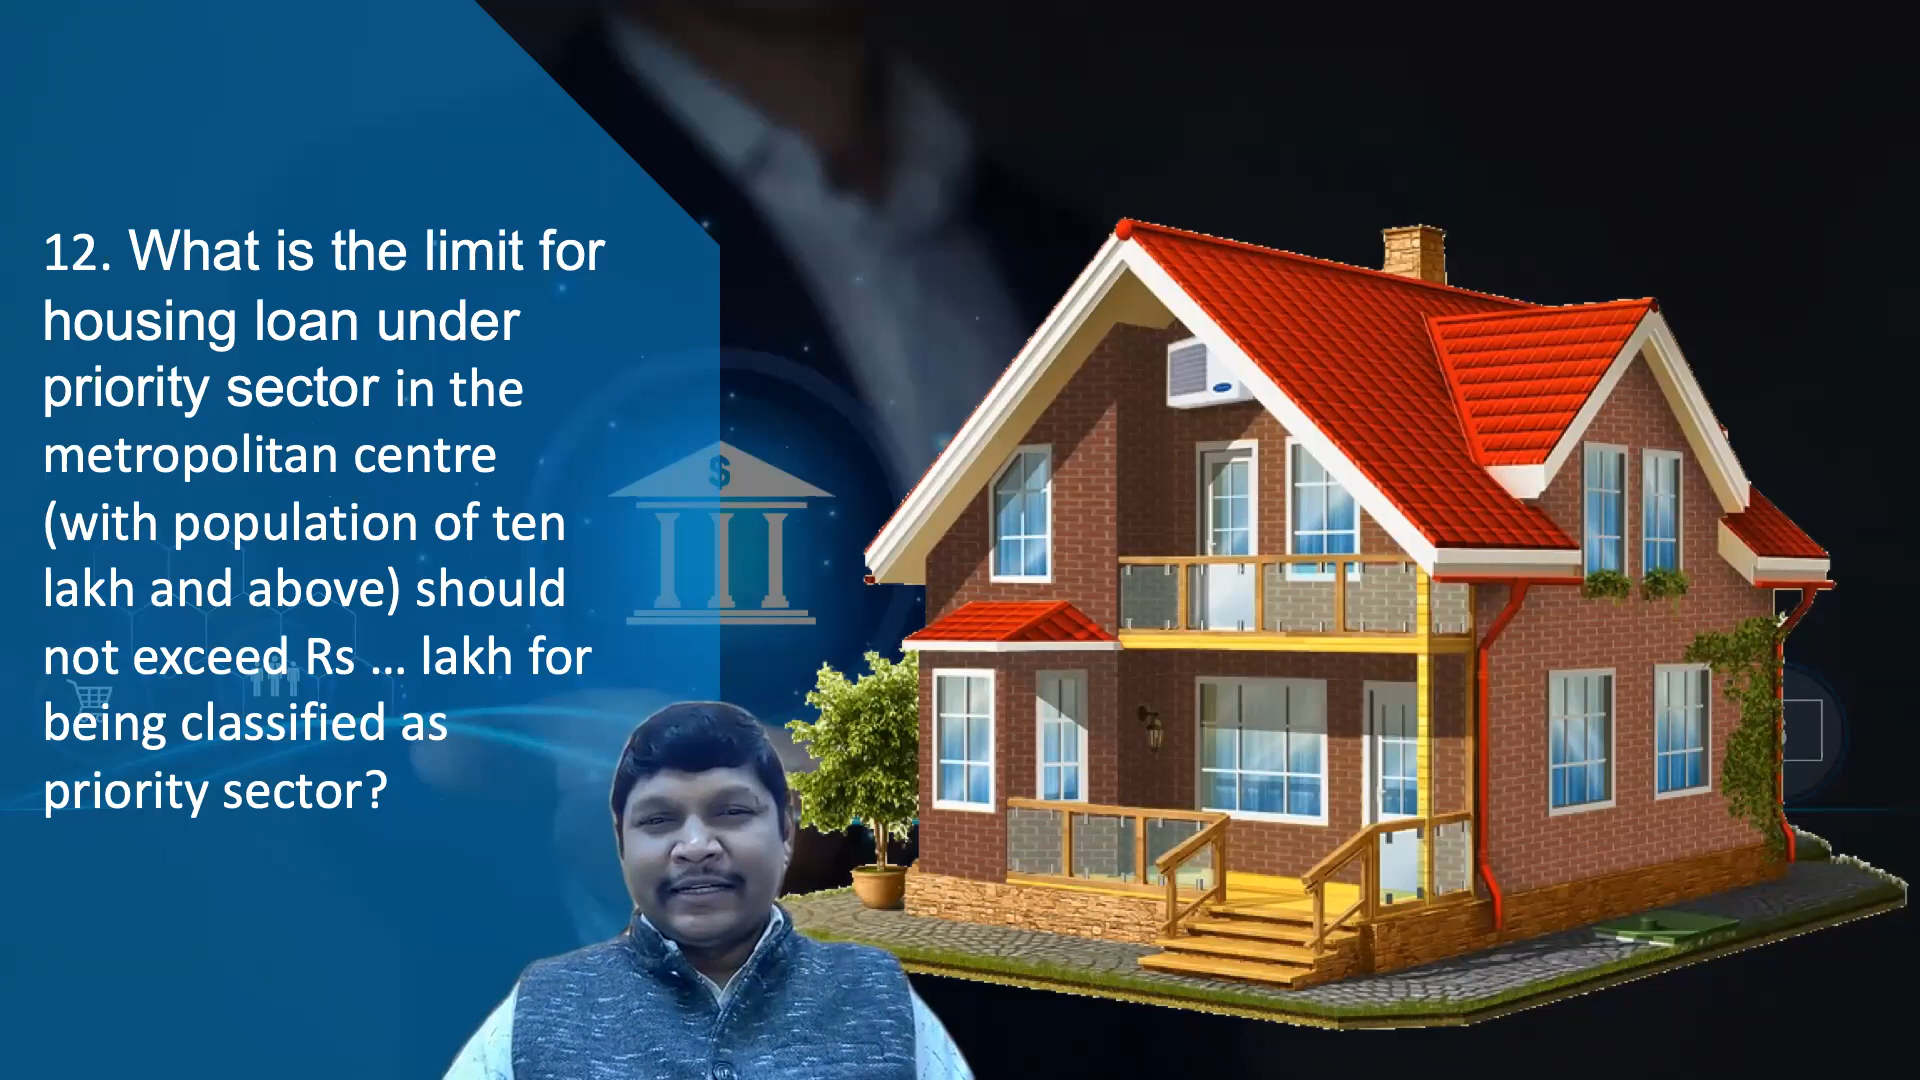 12. What is the limit for
housing loan under
priority sector in the
metropolitan centre
(with population of ten
lakh and above) should
not exceed Rs ... lakh for
being classified as
priority sector?
$